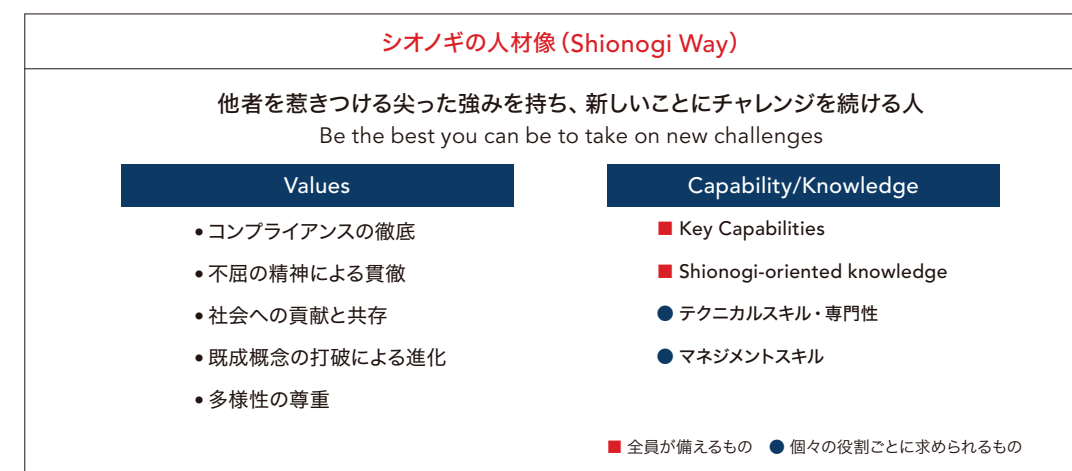 シオノギの人材像（Shionogi Way）
他者を惹きつける尖った強みを持ち、新しいことにチャレンジを続ける人
Be the best you can be to take on new challenges
Values
• コンプライアンスの徹底
• 不屈の精神による貫徹
• 社会への貢献と共存
• 既成概念の打破による進化
• 多様性の尊重
Capability/Knowledge
■ Key Capabilities
■ Shionogi-oriented knowledge
● テクニカルスキル・専門性
● マネジメントスキル
■ 全員が備えるもの ● 個々の役割ごとに求められるもの